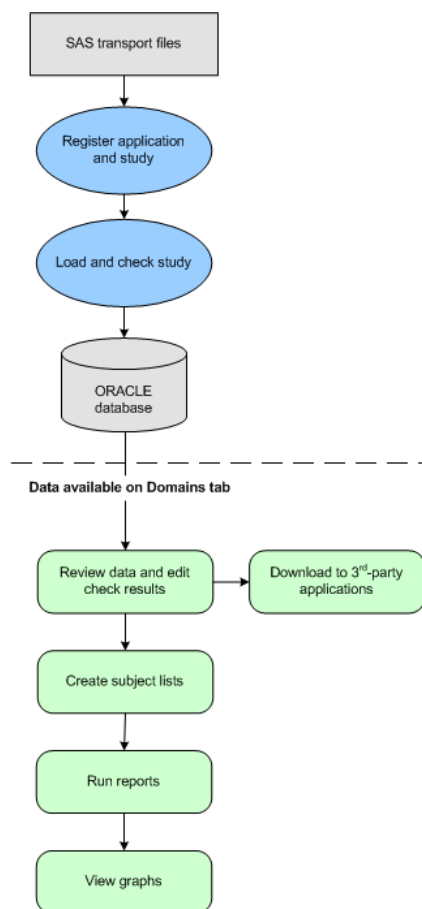 SAS transport files
Register application
and study
Load and check study
ORACLE
database
Data available on Domains tab
Review data and edit
check results
Download to 3rd-party
applications
Create subject lists
Run reports
View graphs